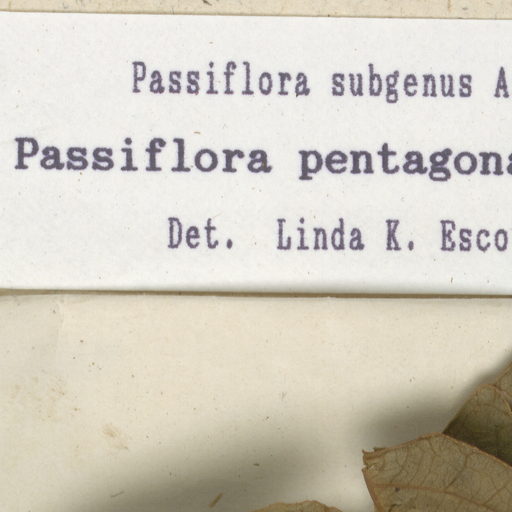 Passiflora subgenus A
Passiflora pentagona
Det. Linda K. Esco